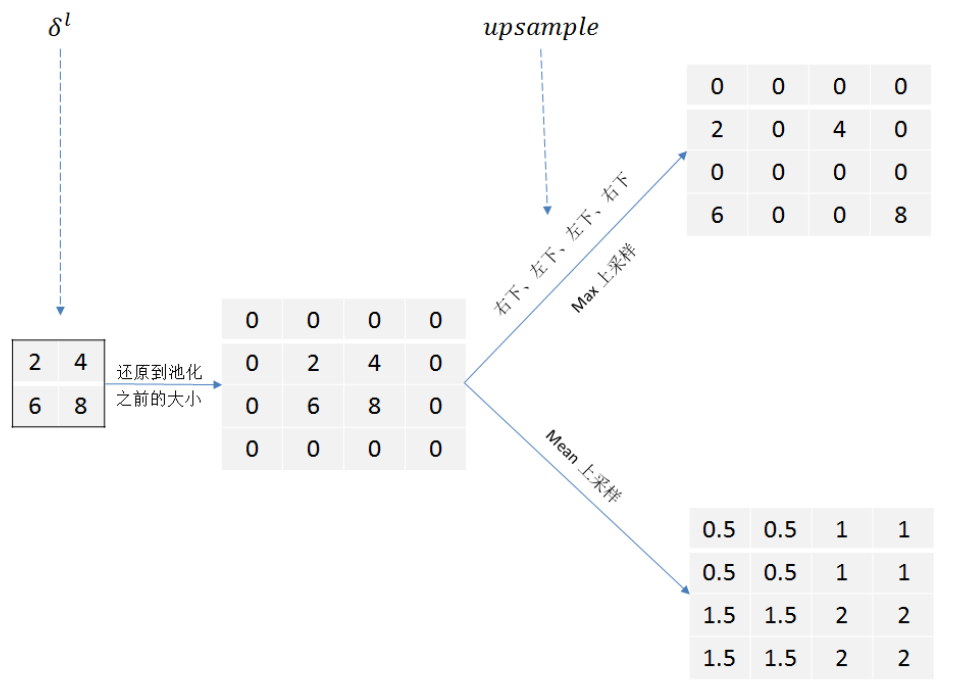 δˡ
upsample
0 0 0 0
2 0 4 0
0 0 0 0
6 0 0 8
右下、左下、左下、右下
Max 上采样
2 4
6 8
还原到池化
之前的大小
0 0 0 0
0 2 4 0
0 6 8 0
0 0 0 0
Mean 上采样
0.5 0.5 1 1
0.5 0.5 1 1
1.5 1.5 2 2
1.5 1.5 2 2